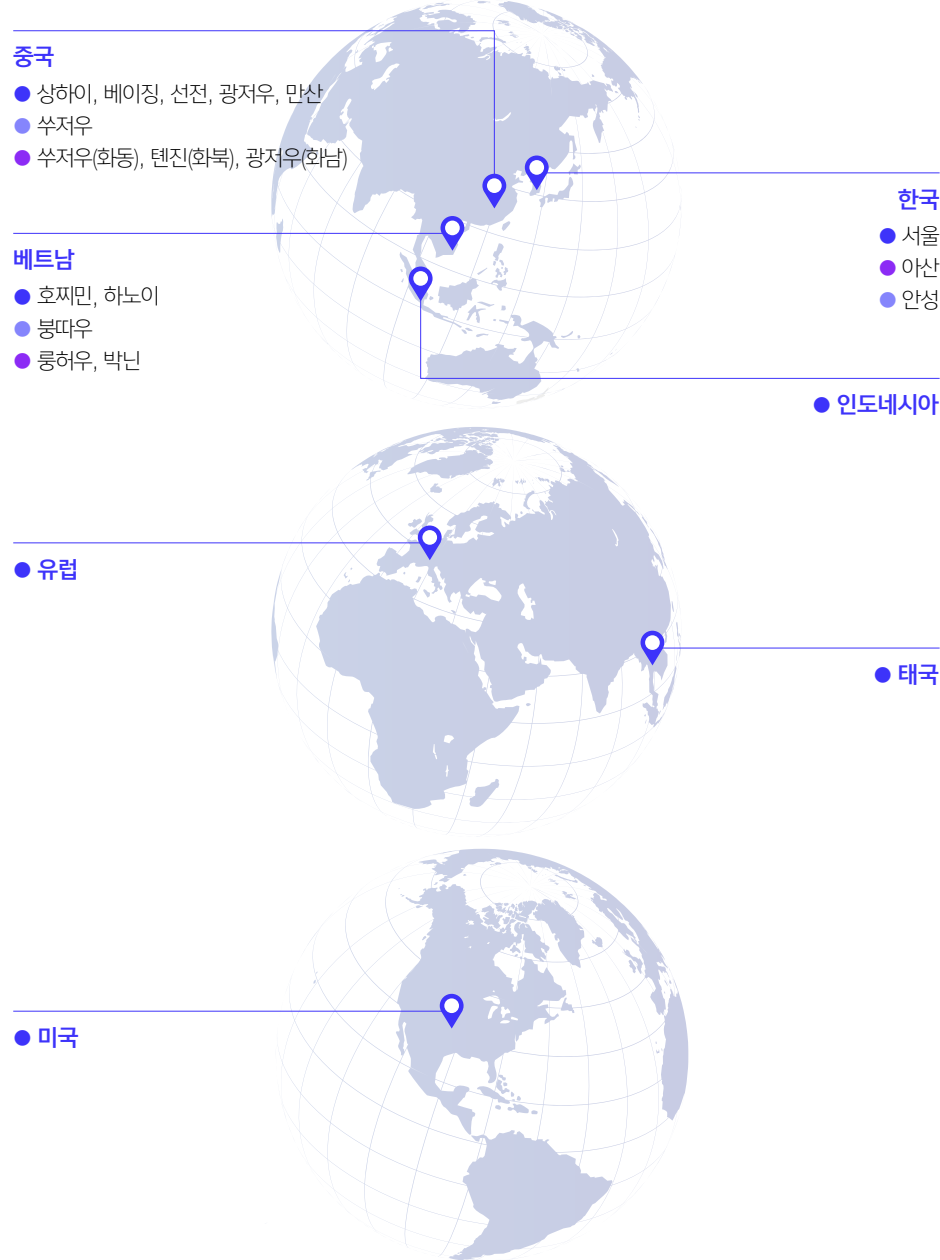 중국
상하이, 베이징, 선전, 광저우, 만산
쑤저우
쑤저우(화동), 톈진(화북), 광저우(화남)
한국
서울
아산
안성
베트남
호찌민, 하노이
붕따우
룽허우, 박닌
인도네시아
유럽
태국
미국